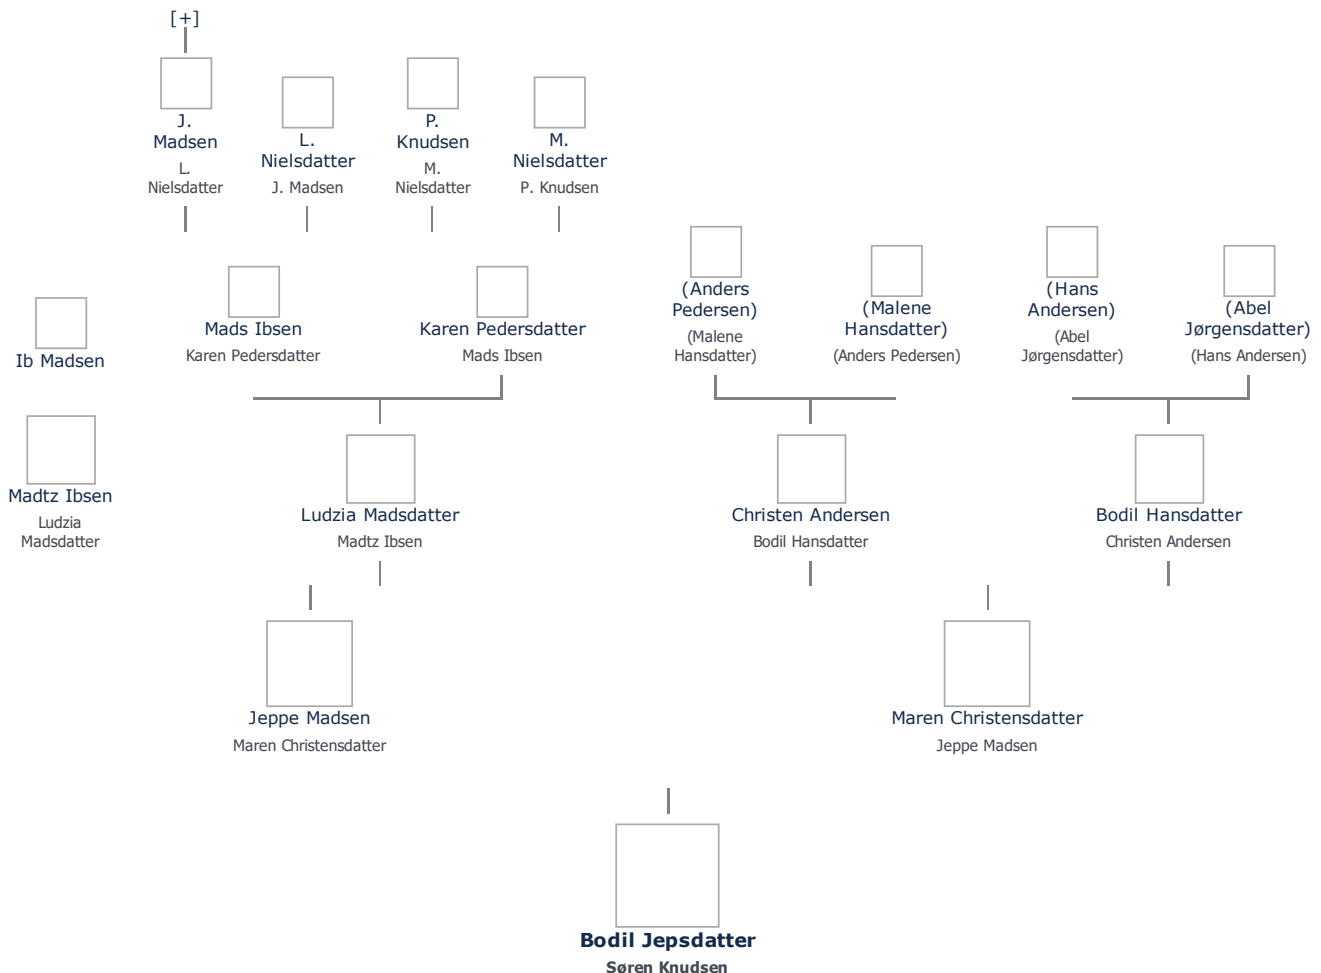 [+]
J.
Madsen
L.
Nielsdatter
L.
Nielsdatter
J. Madsen
P.
Knudsen
M.
Nielsdatter
M.
Nielsdatter
P. Knudsen
Ib Madsen
Mads Ibsen
Karen Pedersdatter
Karen Pedersdatter
Mads Ibsen
(Anders
Pedersen)
(Malene
Hansdatter)
(Malene
Hansdatter)
(Anders Pedersen)
(Hans
Andersen)
(Abel
Jørgensdatter)
(Abel
Jørgensdatter)
(Hans Andersen)
Madtz Ibsen
Ludzia
Madsdatter
Ludzia Madsdatter
Madtz Ibsen
Christen Andersen
Bodil Hansdatter
Bodil Hansdatter
Christen Andersen
Jeppe Madsen
Maren Christensdatter
Maren Christensdatter
Jeppe Madsen
Bodil Jepsdatter
Søren Knudsen